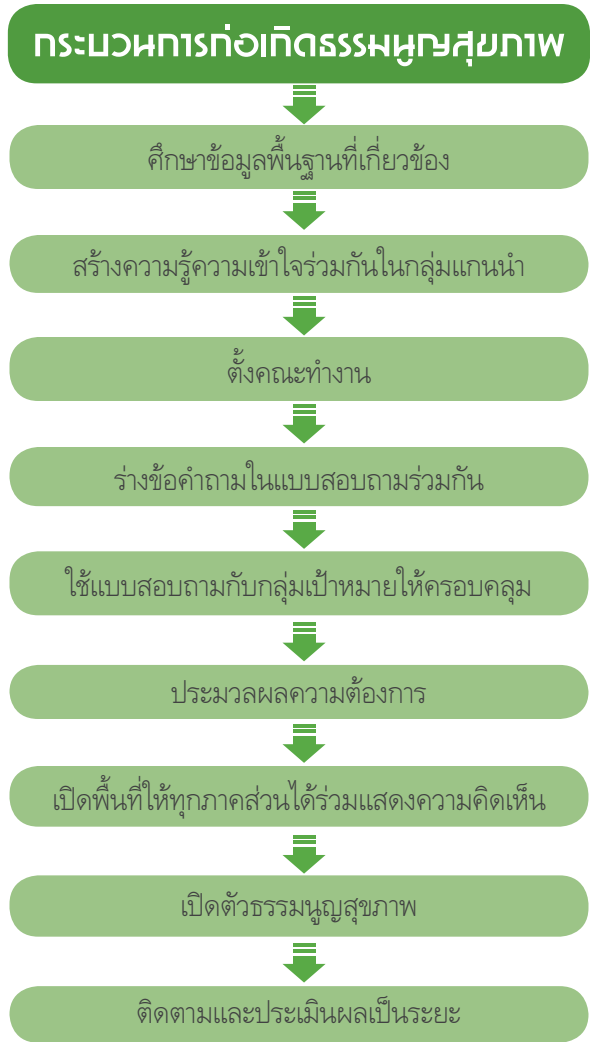 กระบวนการก่อเกิดธรรมนูญสุขภาพ
ศึกษาข้อมูลพื้นฐานที่เกี่ยวข้อง
สร้างความรู้ความเข้าใจร่วมกันในกลุ่มแกนนำ
ตั้งคณะทำงาน
ร่างข้อคำถามในแบบสอบถามร่วมกัน
ใช้แบบสอบถามกับกลุ่มเป้าหมายให้ครอบคลุม
ประมวลผลความต้องการ
เปิดพื้นที่ให้ทุกภาคส่วนได้ร่วมแสดงความคิดเห็น
เปิดตัวธรรมนูญสุขภาพ
ติดตามและประเมินผลเป็นระยะ